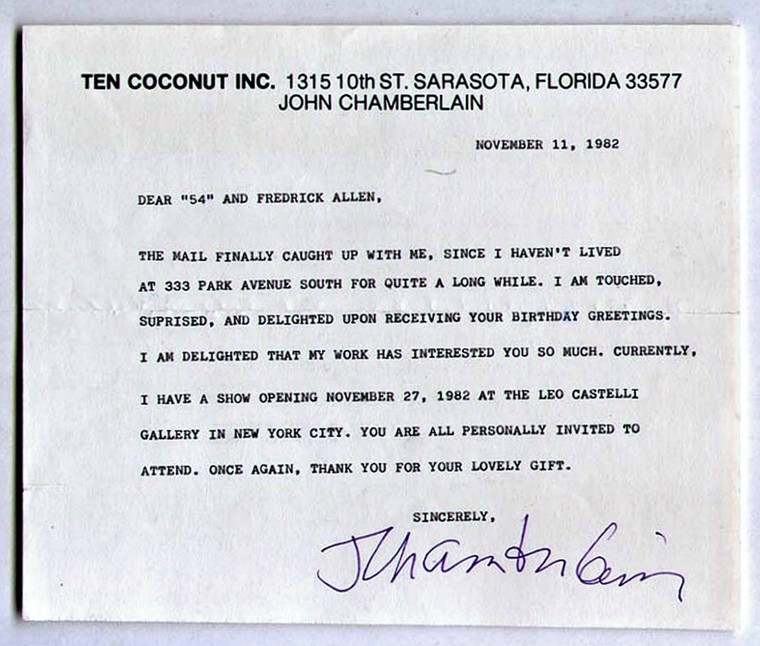 TEN COCONUT INC. 1315 10th ST. SARASOTA, FLORIDA 33577
JOHN CHAMBERLAIN
NOVEMBER 11, 1982
DEAR "54" AND FREDRICK ALLEN,
THE MAIL FINALLY CAUGHT UP WITH ME, SINCE I HAVEN'T LIVED
AT 333 PARK AVENUE SOUTH FOR QUITE A LONG WHILE. I AM TOUCHED,
SUPRISED, AND DELIGHTED UPON RECEIVING YOUR BIRTHDAY GREETINGS.
I AM DELIGHTED THAT MY WORK HAS INTERESTED YOU SO MUCH. CURRENTLY,
I HAVE A SHOW OPENING NOVEMBER 27, 1982 AT THE LEO CASTELLI
GALLERY IN NEW YORK CITY. YOU ARE ALL PERSONALLY INVITED TO
ATTEND. ONCE AGAIN, THANK YOU FOR YOUR LOVELY GIFT.
SINCERELY,
JChamberlain